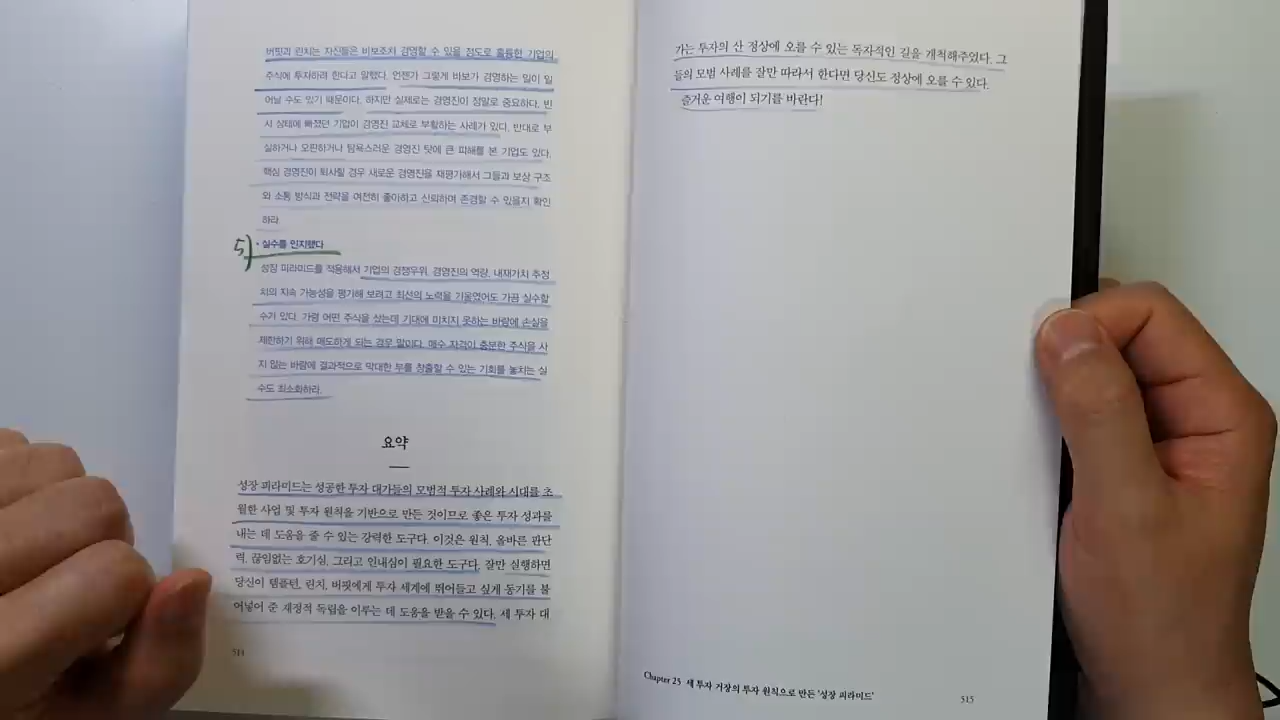 버핏과 린치는 자신들은 바보조차 경영할 수 있을 정도로 훌륭한 기업의
주식에 투자하려 한다고 말했다. 언젠가 그렇게 바보가 경영하는 일이 일
어날 수도 있기 때문이다. 하지만 실제로는 경영진이 정말로 중요하다. 빈
사 상태에 빠졌던 기업이 경영진 교체로 부활하는 사례가 있다. 반대로 부
실하거나 오판하거나 탐욕스러운 경영진 탓에 큰 피해를 본 기업도 있다.
핵심 경영진이 퇴사할 경우 새로운 경영진을 재평가해서 그들과 보상 구조
와 소통 방식과 전략을 여전히 좋아하고 신뢰하며 존경할 수 있을지 확인
하라.
5) · 실수를 인지했다
성장 피라미드를 적용해서 기업의 경쟁우위, 경영진의 역량, 내재가치 추정
치의 지속 가능성을 평가해 보려고 최선의 노력을 기울였어도 가끔 실수할
수가 있다. 가령 어떤 주식을 샀는데 기대에 미치지 못하는 바람에 손실을
제한하기 위해 매도하게 되는 경우 말이다. 매수 자격이 충분한 주식을 사
지 않는 바람에 결과적으로 막대한 부를 창출할 수 있는 기회를 놓치는 실
수도 최소화하라.
요약
성장 피라미드는 성공한 투자 대가들의 모범적 투자 사례와 시대를 초
월한 사업 및 투자 원칙을 기반으로 만든 것이므로 좋은 투자 성과를
내는 데 도움을 줄 수 있는 강력한 도구다. 이것은 원칙, 올바른 판단
력, 끊임없는 호기심, 그리고 인내심이 필요한 도구다. 잘만 실행하면
당신이 템플턴, 린치, 버핏에게 투자 세계에 뛰어들고 싶게 동기를 불
어넣어 준 재정적 독립을 이루는 데 도움을 받을 수 있다. 세 투자 대
514
가는 투자의 산 정상에 오를 수 있는 독자적인 길을 개척해주었다. 그
들의 모범 사례를 잘만 따라서 한다면 당신도 정상에 오를 수 있다.
즐거운 여행이 되기를 바란다!
Chapter 25 세 투자 거장의 투자 원칙으로 만든 '성장 피라미드'
515